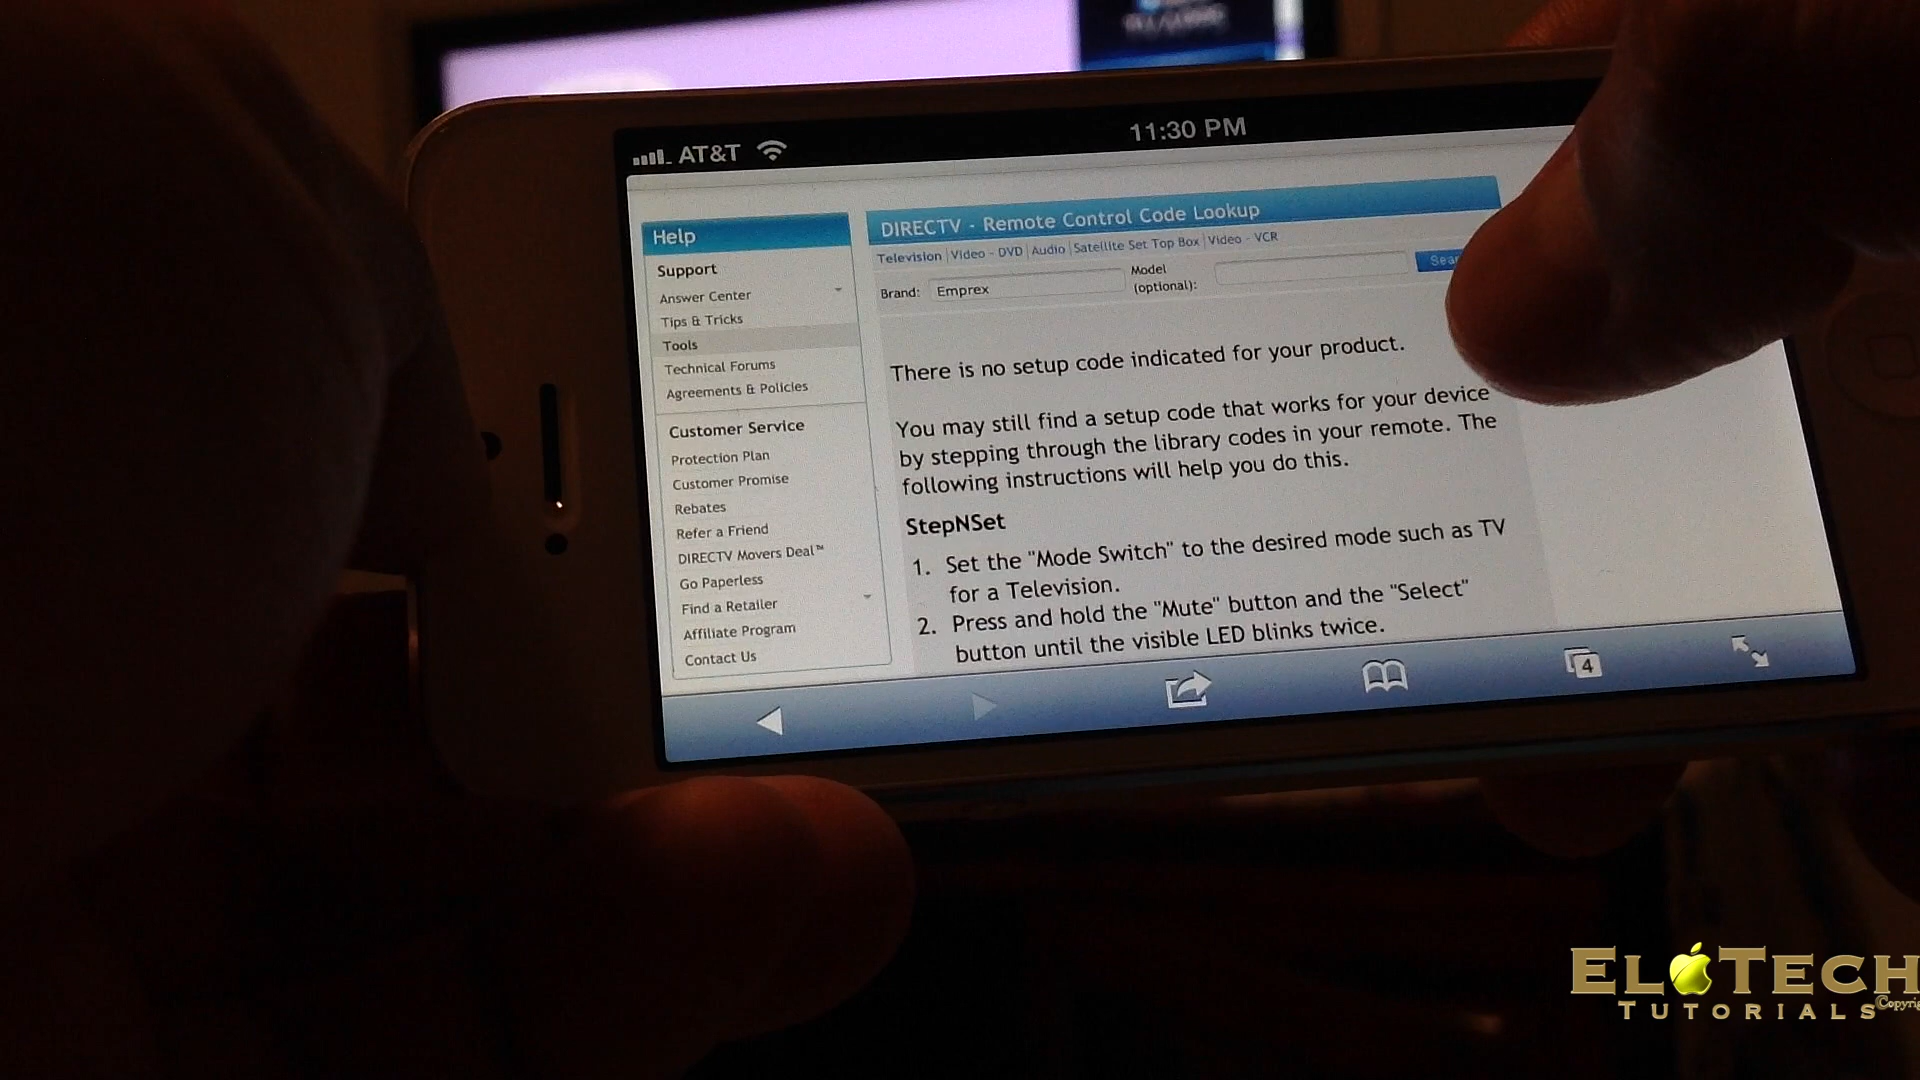 AT&T
11:30 PM
Help
Support
Answer Center
Tips & Tricks
Tools
Technical Forums
Agreements & Policies
Customer Service
Protection Plan
Customer Promise
Rebates
Refer a Friend
DIRECTV Movers Deal™
Go Paperless
Find a Retailer
Affiliate Program
Contact Us
DIRECTV - Remote Control Code Lookup
Television | Video - DVD | Audio | Satellite Set Top Box | Video - VCR
Brand: Emprex Model (optional):
There is no setup code indicated for your product.
You may still find a setup code that works for your device
by stepping through the library codes in your remote. The
following instructions will help you do this.
StepNSet
1. Set the "Mode Switch" to the desired mode such as TV
for a Television.
2. Press and hold the "Mute" button and the "Select"
button until the visible LED blinks twice.
4
EL TECH
TUTORIALS